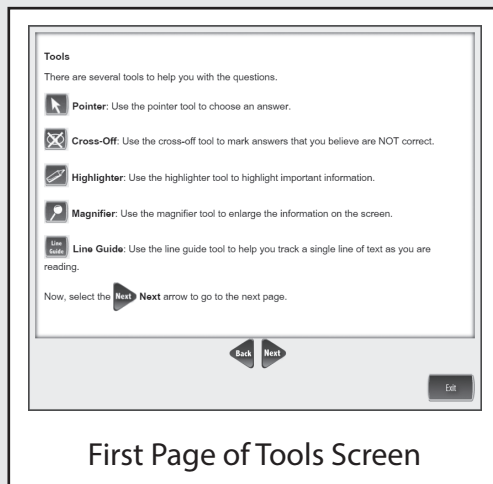 Tools
There are several tools to help you with the questions.
Pointer: Use the pointer tool to choose an answer.
Cross-Off: Use the cross-off tool to mark answers that you believe are NOT correct.
Highlighter: Use the highlighter tool to highlight important information.
Magnifier: Use the magnifier tool to enlarge the information on the screen.
Line Guide Line Guide: Use the line guide tool to help you track a single line of text as you are
reading.
Now, select the Next Next arrow to go to the next page.
Back Next
Exit
First Page of Tools Screen